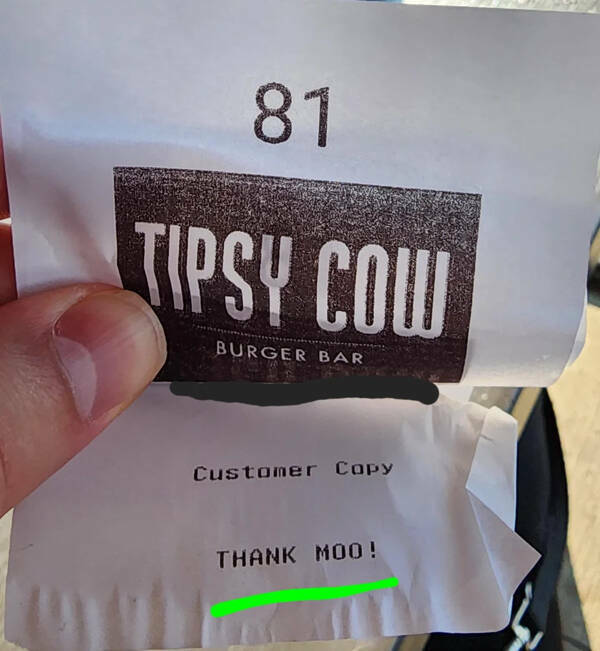 81
TIPSY COW
BURGER BAR
Customer Copy
THANK MOO!